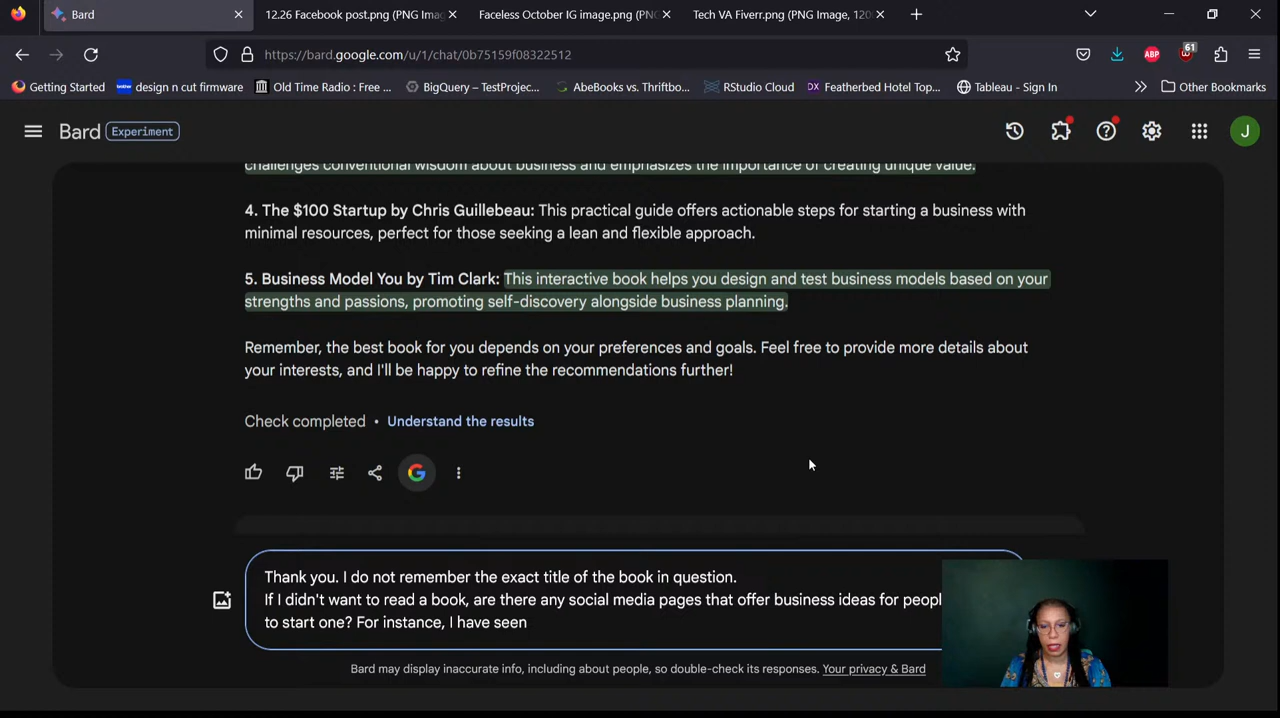 Bard
12.26 Facebook post.png (PNG Imag
Faceless October IG image.png (PN
Tech VA Fiverr.png (PNG Image, 120
https://bard.google.com/u/1/chat/0b75159f08322512
ABP
61
Getting Started
design n cut firmware
Old Time Radio : Free ...
BigQuery – TestProjec...
AbeBooks vs. Thriftbo...
RStudio Cloud
DX Featherbed Hotel Top...
Tableau - Sign In
Other Bookmarks
Bard Experiment
J
challenges conventional wisdom about business and emphasizes the importance of creating unique value.
4. The $100 Startup by Chris Guillebeau: This practical guide offers actionable steps for starting a business with
minimal resources, perfect for those seeking a lean and flexible approach.
5. Business Model You by Tim Clark: This interactive book helps you design and test business models based on your
strengths and passions, promoting self-discovery alongside business planning.
Remember, the best book for you depends on your preferences and goals. Feel free to provide more details about
your interests, and I'll be happy to refine the recommendations further!
Check completed • Understand the results
Thank you. I do not remember the exact title of the book in question.
If I didn't want to read a book, are there any social media pages that offer business ideas for peopl
to start one? For instance, I have seen
Bard may display inaccurate info, including about people, so double-check its responses. Your privacy & Bard